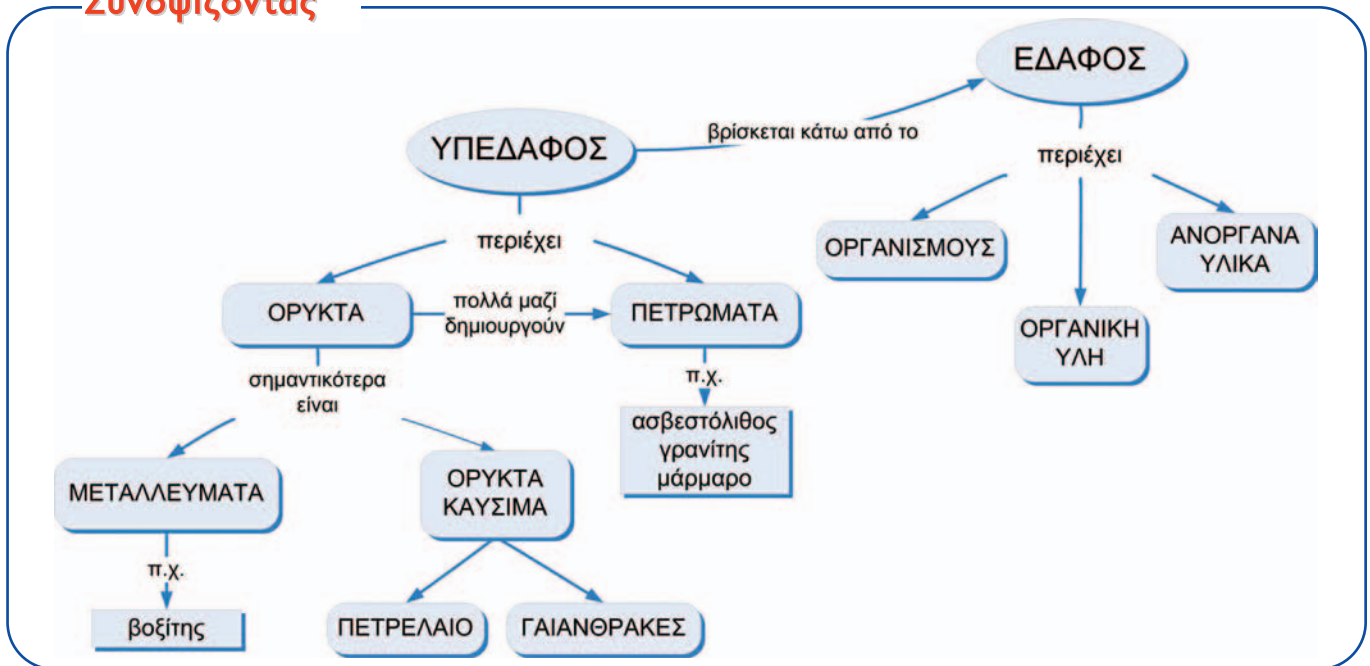 Συνοψίζοντας
ΕΔΑΦΟΣ
ΥΠΕΔΑΦΟΣ
βρίσκεται κάτω από το
περιέχει
περιέχει
ΟΡΓΑΝΙΣΜΟΥΣ
ΑΝΟΡΓΑΝΑ
ΥΛΙΚΑ
ΟΡΓΑΝΙΚΗ
ΥΛΗ
ΟΡΥΚΤΑ
πολλά μαζί
δημιουργούν
ΠΕΤΡΩΜΑΤΑ
σημαντικότερα
είναι
π.χ.
ασβεστόλιθος
γρανίτης
μάρμαρο
ΜΕΤΑΛΛΕΥΜΑΤΑ
ΟΡΥΚΤΑ
ΚΑΥΣΙΜΑ
π.χ.
βοξίτης
ΠΕΤΡΕΛΑΙΟ
ΓΑΙΑΝΘΡΑΚΕΣ